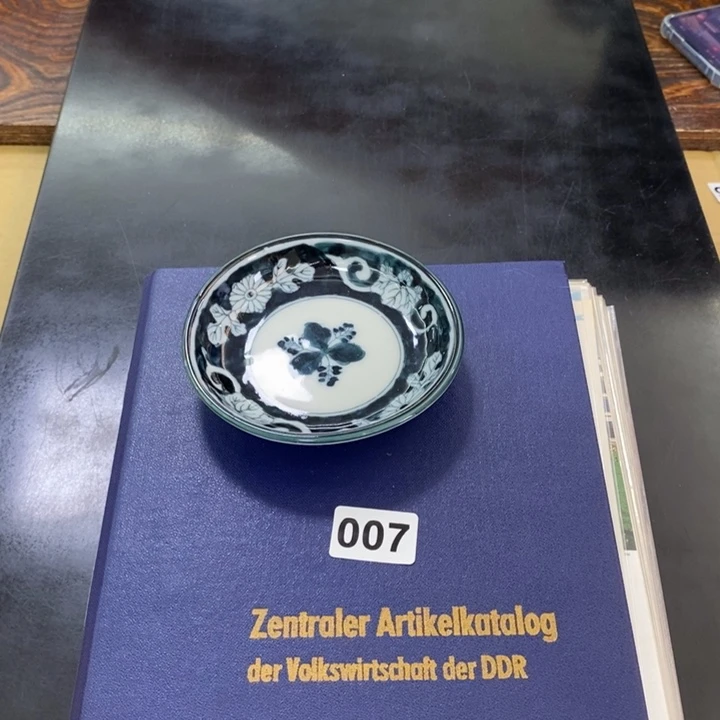 007
Zentraler Artikelkatalog
der Volkswirtschaft der DDR